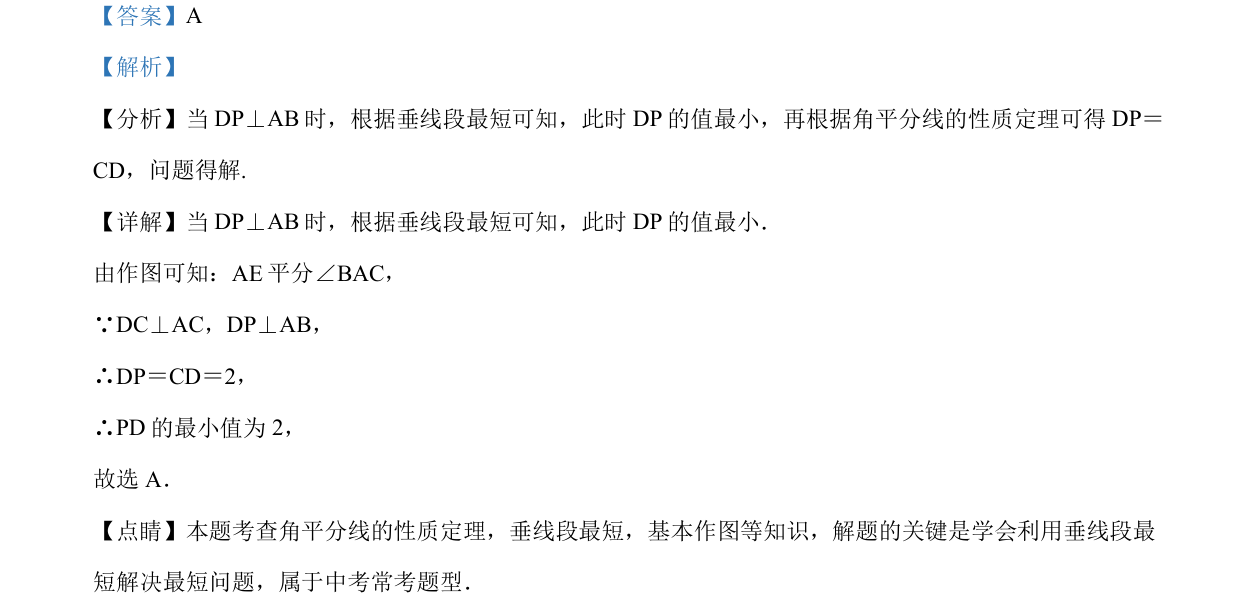 【答案】A
【解析】
【分析】当 DP⊥AB 时，根据垂线段最短可知，此时 DP 的值最小，再根据角平分线的性质定理可得 DP＝
CD，问题得解.
【详解】当 DP⊥AB 时，根据垂线段最短可知，此时 DP 的值最小．
由作图可知：AE 平分∠BAC，
∵DC⊥AC，DP⊥AB，
∴DP＝CD＝2，
∴PD 的最小值为 2，
故选 A．
【点睛】本题考查角平分线的性质定理，垂线段最短，基本作图等知识，解题的关键是学会利用垂线段最
短解决最短问题，属于中考常考题型．